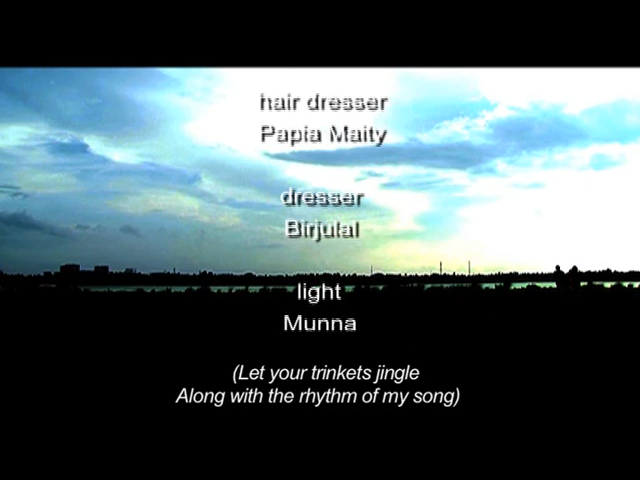 hair dresser
Papia Maity
dresser
Birjulal
light
Munna
(Let your trinkets jingle
Along with the rhythm of my song)